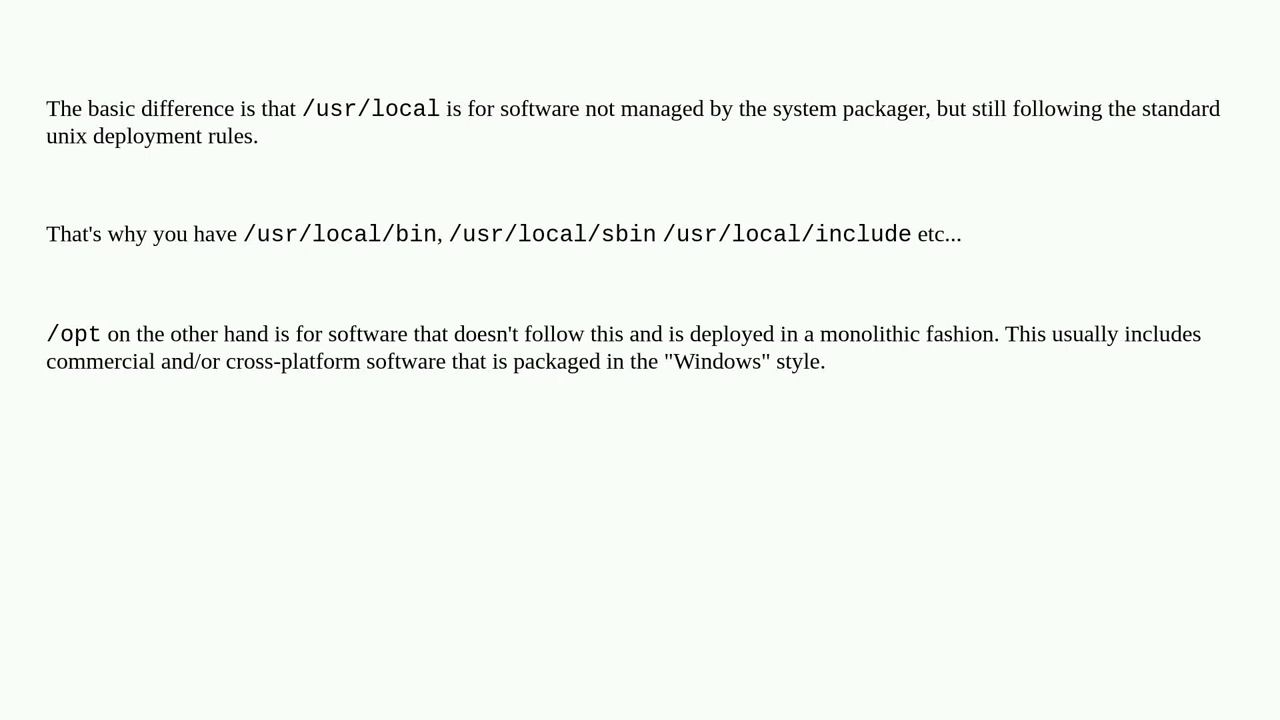 The basic difference is that /usr/local is for software not managed by the system packager, but still following the standard
unix deployment rules.
That's why you have /usr/local/bin, /usr/local/sbin /usr/local/include etc...
/opt on the other hand is for software that doesn't follow this and is deployed in a monolithic fashion. This usually includes
commercial and/or cross-platform software that is packaged in the "Windows" style.